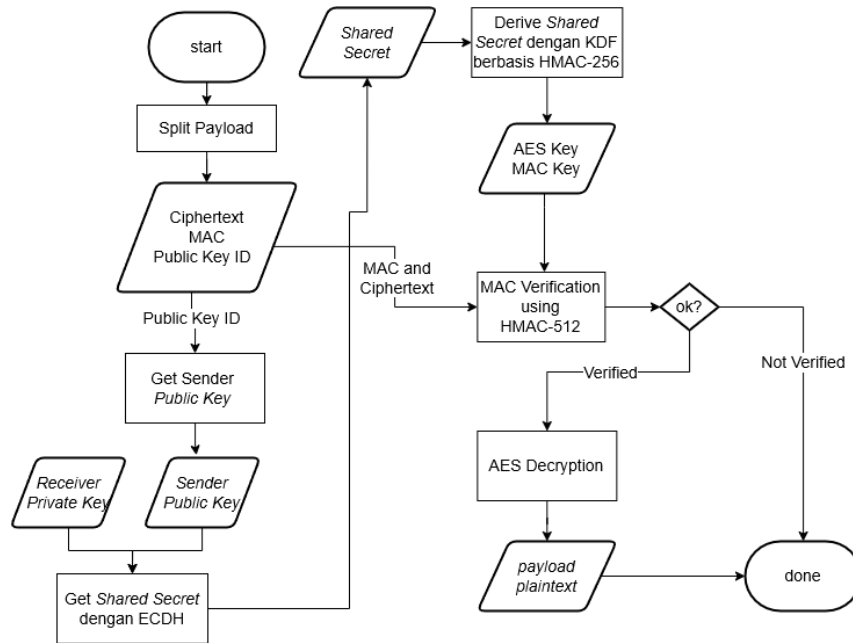 start
Split Payload
Ciphertext
MAC
Public Key ID
Public Key ID
Get Sender
Public Key
Receiver
Private Key
Sender
Public Key
Get Shared Secret
dengan ECDH
Shared
Secret
Derive Shared
Secret dengan KDF
berbasis HMAC-256
AES Key
MAC Key
MAC and
Ciphertext
MAC Verification
using
HMAC-512
ok?
Verified
Not Verified
AES Decryption
payload
plaintext
done